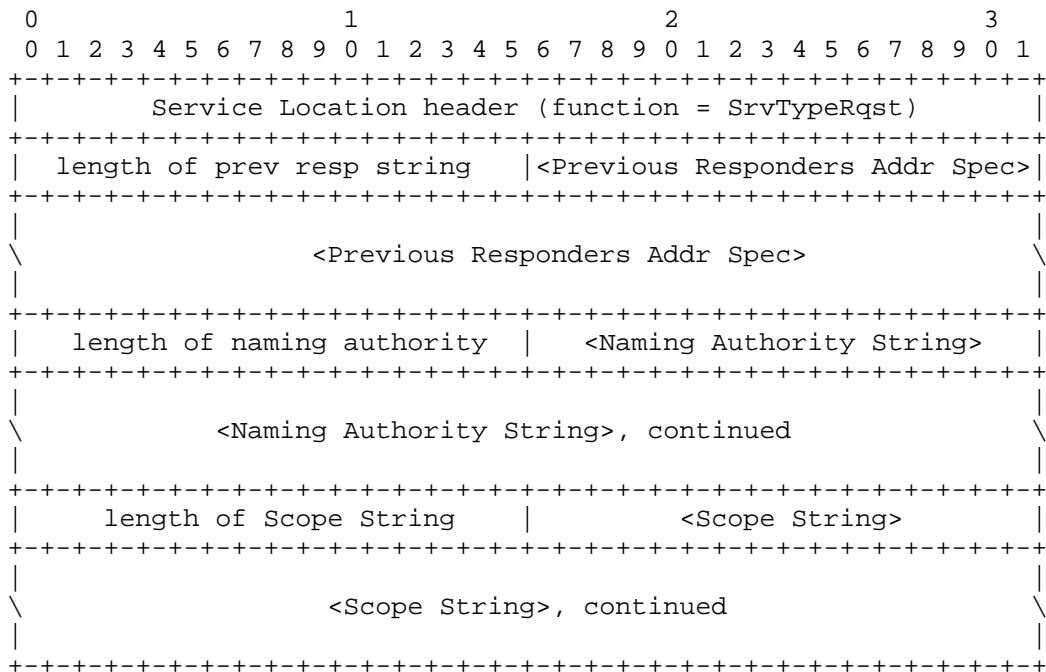 0                   1                   2                   3
 0 1 2 3 4 5 6 7 8 9 0 1 2 3 4 5 6 7 8 9 0 1 2 3 4 5 6 7 8 9 0 1
+-+-+-+-+-+-+-+-+-+-+-+-+-+-+-+-+-+-+-+-+-+-+-+-+-+-+-+-+-+-+-+-+
|        Service Location header (function = SrvTypeRqst)       |
+-+-+-+-+-+-+-+-+-+-+-+-+-+-+-+-+-+-+-+-+-+-+-+-+-+-+-+-+-+-+-+-+
|  length of prev resp string   |<Previous Responders Addr Spec>|
+-+-+-+-+-+-+-+-+-+-+-+-+-+-+-+-+-+-+-+-+-+-+-+-+-+-+-+-+-+-+-+-+
|                                                               |
\                  <Previous Responders Addr Spec>              \
|                                                               |
+-+-+-+-+-+-+-+-+-+-+-+-+-+-+-+-+-+-+-+-+-+-+-+-+-+-+-+-+-+-+-+-+
|   length of naming authority  |   <Naming Authority String>   |
+-+-+-+-+-+-+-+-+-+-+-+-+-+-+-+-+-+-+-+-+-+-+-+-+-+-+-+-+-+-+-+-+
|                                                               |
\            <Naming Authority String>, continued               \
|                                                               |
+-+-+-+-+-+-+-+-+-+-+-+-+-+-+-+-+-+-+-+-+-+-+-+-+-+-+-+-+-+-+-+-+
|     length of Scope String    |         <Scope String>        |
+-+-+-+-+-+-+-+-+-+-+-+-+-+-+-+-+-+-+-+-+-+-+-+-+-+-+-+-+-+-+-+-+
|                                                               |
\                   <Scope String>, continued                   \
|                                                               |
+-+-+-+-+-+-+-+-+-+-+-+-+-+-+-+-+-+-+-+-+-+-+-+-+-+-+-+-+-+-+-+-+